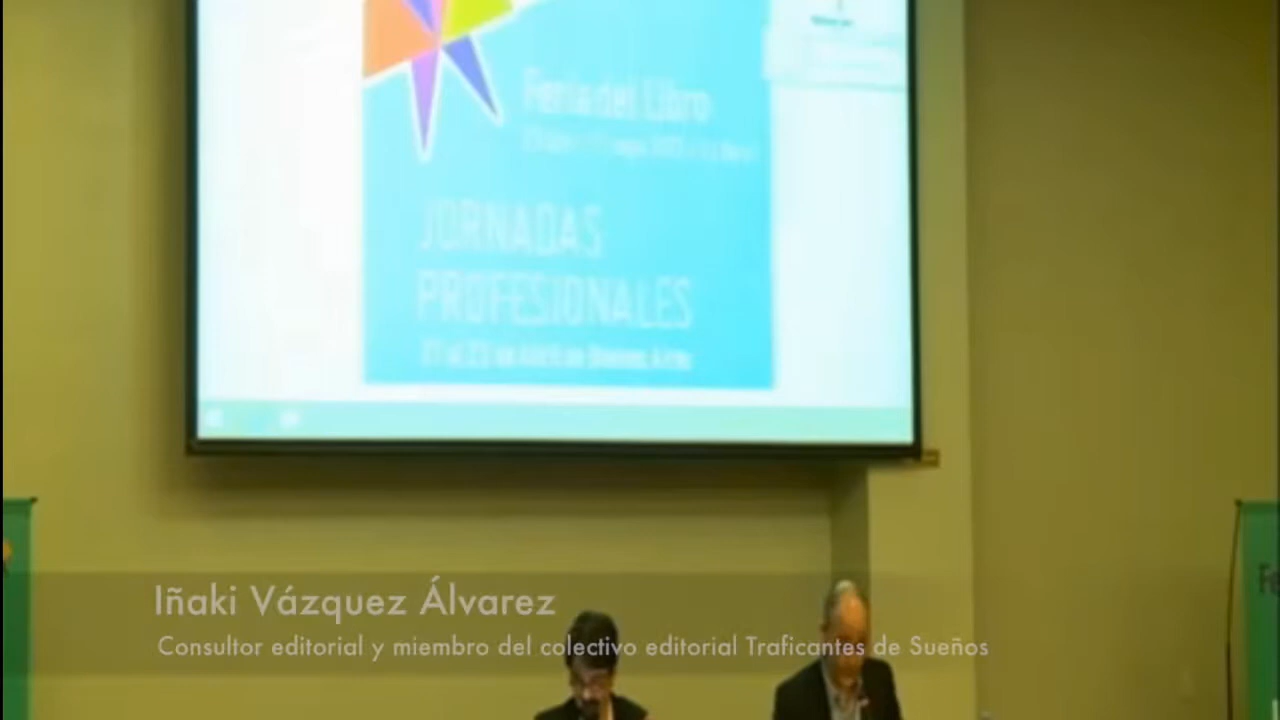 Feria del Libro
JORNADAS
PROFESIONALES
Iñaki Vázquez Álvarez
Consultor editorial y miembro del colectivo editorial Traficantes de Sueños